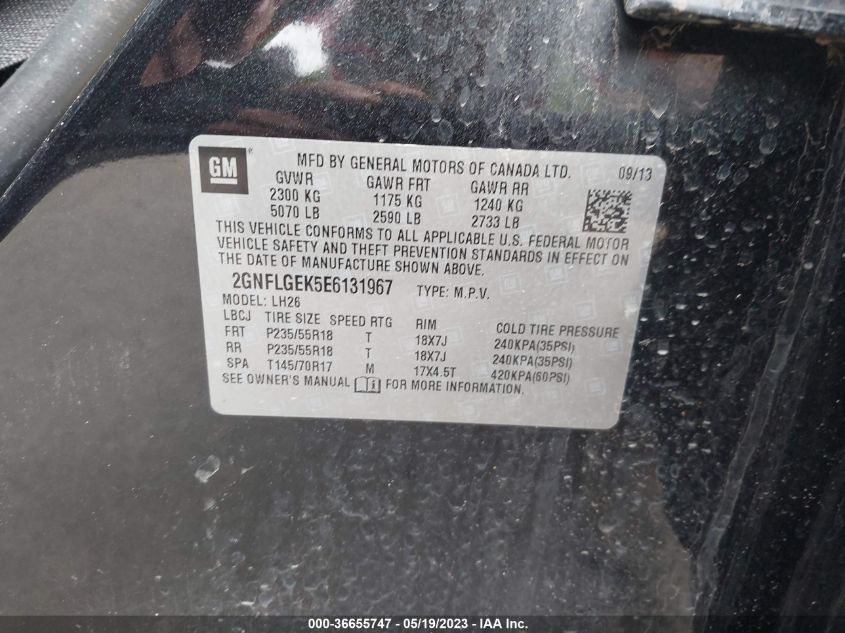 GM ® MFD BY GENERAL MOTORS OF CANADA LTD. 09/13
GVWR GAWR FRT GAWR RR
2300 KG 1175 KG 1240 KG
5070 LB 2590 LB 2733 LB
THIS VEHICLE CONFORMS TO ALL APPLICABLE U.S. FEDERAL MOTOR
VEHICLE SAFETY AND THEFT PREVENTION STANDARDS IN EFFECT ON
THE DATE OF MANUFACTURE SHOWN ABOVE.
2GNFLGEK5E6131967 TYPE: M.P.V.
MODEL: LH26
LBCJ TIRE SIZE SPEED RTG RIM COLD TIRE PRESSURE
FRT P235/55R18 T 18X7J 240KPA(35PSI)
RR P235/55R18 T 18X7J 240KPA(35PSI)
SPA T145/70R17 M 17X4.5T 420KPA(60PSI)
SEE OWNER'S MANUAL FOR MORE INFORMATION.
000-36655747 - 05/19/2023 - IAA Inc.